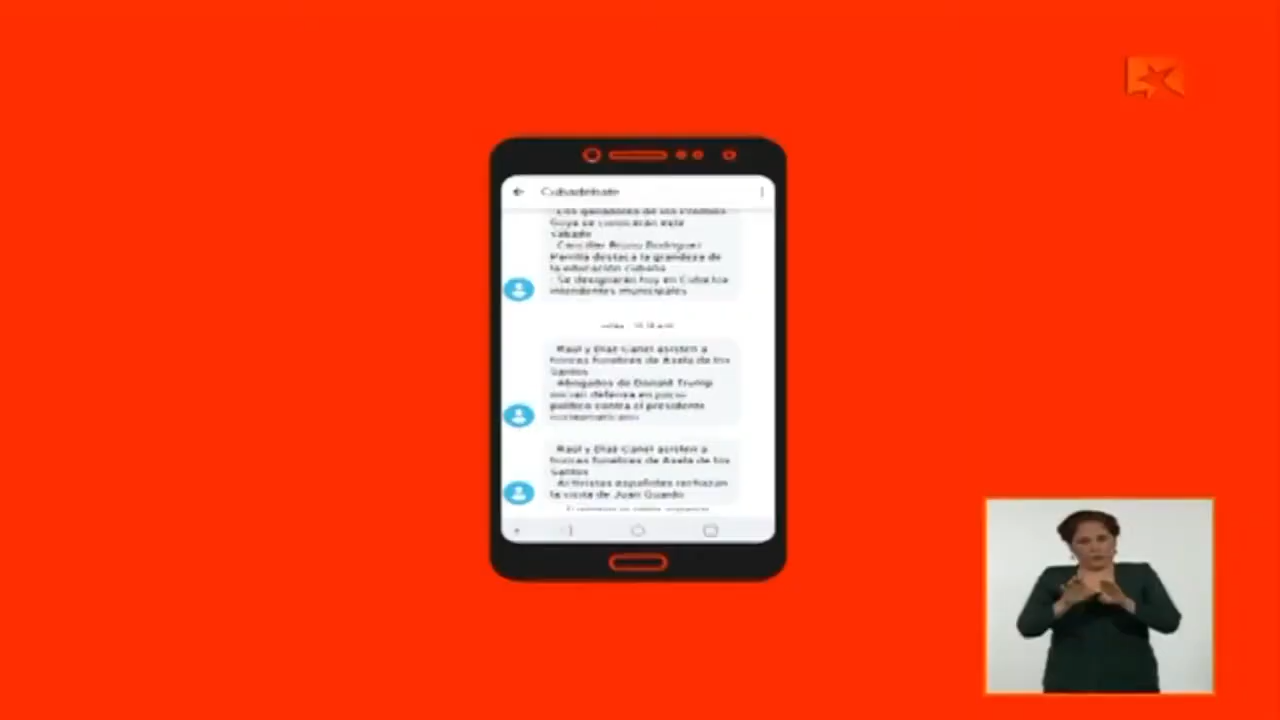 Cubadebate
Los ganadores de los Premios
Goya se conocerán este
sábado
Canciller Bruno Rodríguez
Parrilla destaca la grandeza de
la educación cubana
Se designarán hoy en Cuba los
intendentes municipales
Raúl y Díaz-Canel asisten a
honras fúnebres de Asela de los
Santos
Abogados de Donald Trump
inician defensa en juicio
político contra el presidente
norteamericano
Raúl y Díaz-Canel asisten a
honras fúnebres de Asela de los
Santos
Activistas españoles rechazan
la visita de Juan Guaidó